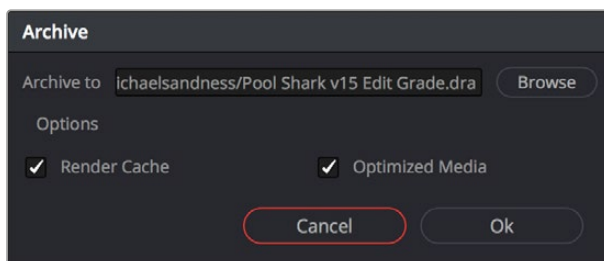 Archive
Archive to ichaelsandness/Pool Shark v15 Edit Grade.dra Browse
Options
Render Cache Optimized Media
Cancel Ok